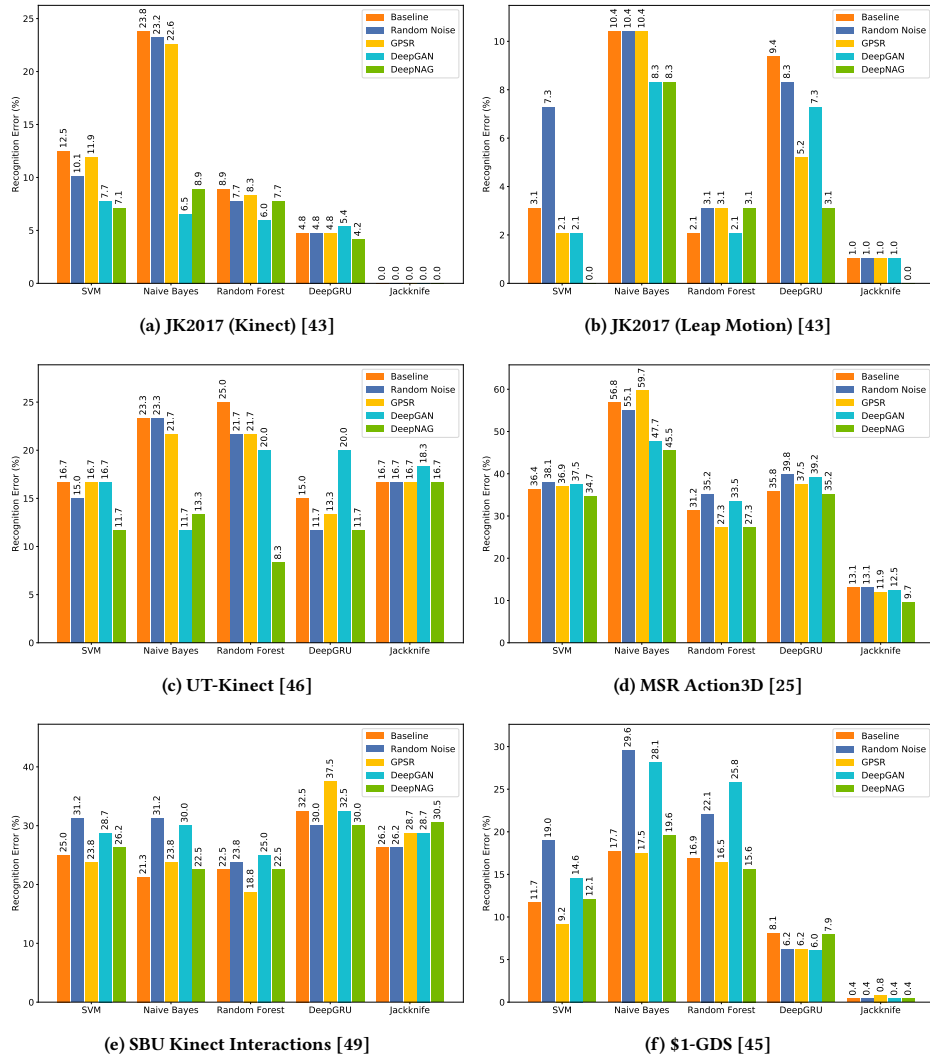 Recognition Error (%)
25
20
15
10
5
0
12.5 10.1 11.9 7.7 7.1
23.8 23.2 22.6 6.5 8.9
8.9 7.7 8.3 6.0 7.7
4.8 4.8 4.8 5.4 4.2
0.0 0.0 0.0 0.0 0.0
Baseline
Random Noise
GPSR
DeepGAN
DeepNAG
SVM Naive Bayes Random Forest DeepGRU Jackknife
(a) JK2017 (Kinect) [43]
Recognition Error (%)
10
8
6
4
2
0
3.1 7.3 2.1 2.1 0.0
10.4 10.4 10.4 8.3 8.3
2.1 3.1 3.1 2.1 3.1
9.4 8.3 5.2 7.3 3.1
1.0 1.0 1.0 1.0 0.0
Baseline
Random Noise
GPSR
DeepGAN
DeepNAG
SVM Naive Bayes Random Forest DeepGRU Jackknife
(b) JK2017 (Leap Motion) [43]
Recognition Error (%)
25
20
15
10
5
0
16.7 15.0 16.7 16.7 11.7
23.3 23.3 21.7 11.7 13.3
25.0 21.7 21.7 20.0 8.3
15.0 11.7 13.3 20.0 11.7
16.7 16.7 16.7 18.3 16.7
Baseline
Random Noise
GPSR
DeepGAN
DeepNAG
SVM Naive Bayes Random Forest DeepGRU Jackknife
(c) UT-Kinect [46]
Recognition Error (%)
60
50
40
30
20
10
0
36.4 38.1 36.9 37.5 34.7
56.8 55.1 59.7 47.7 45.5
31.2 35.2 27.3 33.5 27.3
35.8 39.8 37.5 39.2 35.2
13.1 13.1 11.9 12.5 9.7
Baseline
Random Noise
GPSR
DeepGAN
DeepNAG
SVM Naive Bayes Random Forest DeepGRU Jackknife
(d) MSR Action3D [25]
Recognition Error (%)
40
30
20
10
0
25.0 31.2 23.8 28.7 26.2
21.3 31.2 23.8 30.0 22.5
22.5 23.8 18.8 25.0 22.5
32.5 30.0 37.5 32.5 30.0
26.2 26.2 28.7 28.7 30.5
Baseline
Random Noise
GPSR
DeepGAN
DeepNAG
SVM Naive Bayes Random Forest DeepGRU Jackknife
(e) SBU Kinect Interactions [49]
Recognition Error (%)
30
25
20
15
10
5
0
11.7 19.0 9.2 14.6 12.1
17.7 29.6 17.5 28.1 19.6
16.9 22.1 16.5 25.8 15.6
8.1 6.2 6.2 6.0 7.9
0.4 0.4 0.8 0.4 0.4
Baseline
Random Noise
GPSR
DeepGAN
DeepNAG
SVM Naive Bayes Random Forest DeepGRU Jackknife
(f) $1-GDS [45]